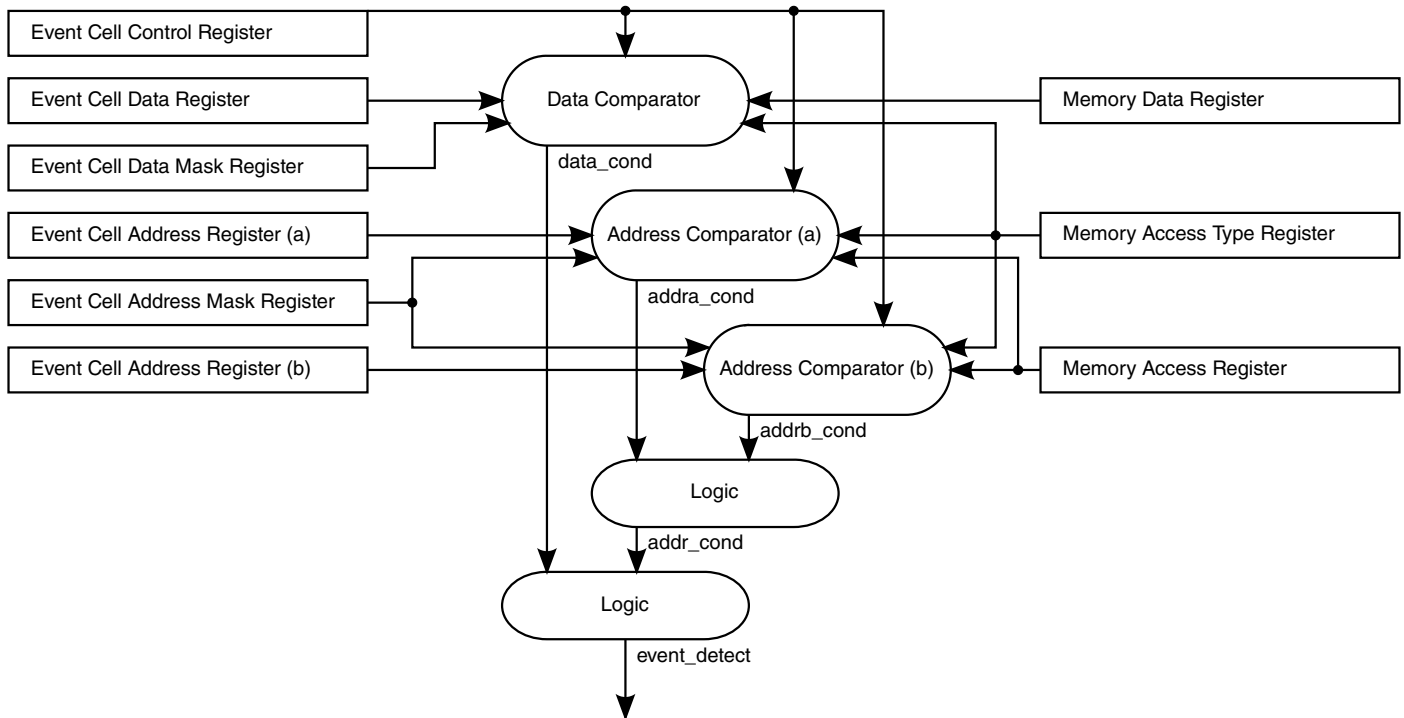 Event Cell Control Register
Event Cell Data Register
Data Comparator
Memory Data Register
Event Cell Data Mask Register
data_cond
Event Cell Address Register (a)
Address Comparator (a)
Memory Access Type Register
Event Cell Address Mask Register
addra_cond
Event Cell Address Register (b)
Address Comparator (b)
Memory Access Register
addrb_cond
Logic
addr_cond
Logic
event_detect